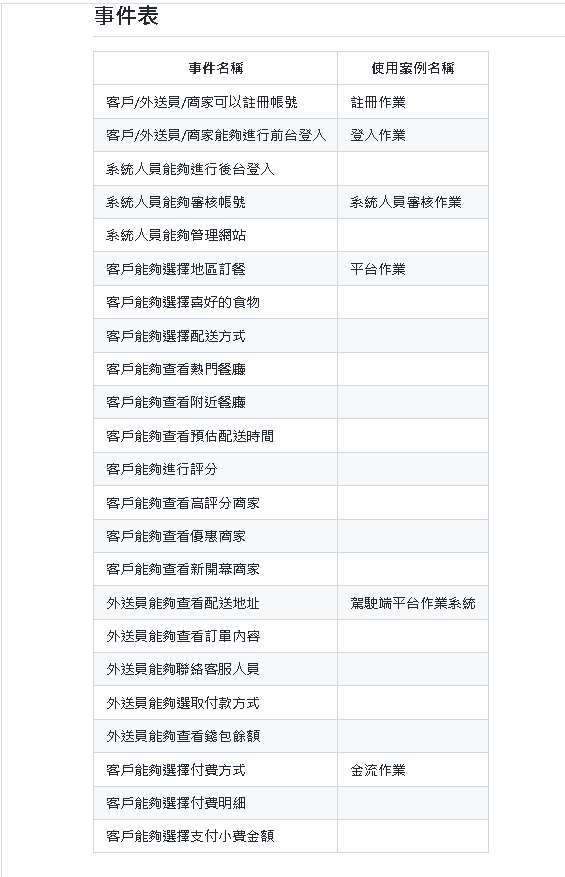 事件表
事件名稱 使用案例名稱
客戶/外送員/商家可以註冊帳號 註冊作業
客戶/外送員/商家能夠進行前台登入 登入作業
系統人員能夠進行後台登入
系統人員能夠審核帳號 系統人員審核作業
系統人員能夠管理網站
客戶能夠選擇地區訂餐 平台作業
客戶能夠選擇喜好的食物
客戶能夠選擇配送方式
客戶能夠查看熱門餐廳
客戶能夠查看附近餐廳
客戶能夠查看預估配送時間
客戶能夠進行評分
客戶能夠查看高評分商家
客戶能夠查看優惠商家
客戶能夠查看新開幕商家
外送員能夠查看配送地址 駕駛端平台作業系統
外送員能夠查看訂單內容
外送員能夠聯絡客服人員
外送員能夠選取付款方式
外送員能夠查看錢包餘額
客戶能夠選擇付費方式 金流作業
客戶能夠選擇付費明細
客戶能夠選擇支付小費金額